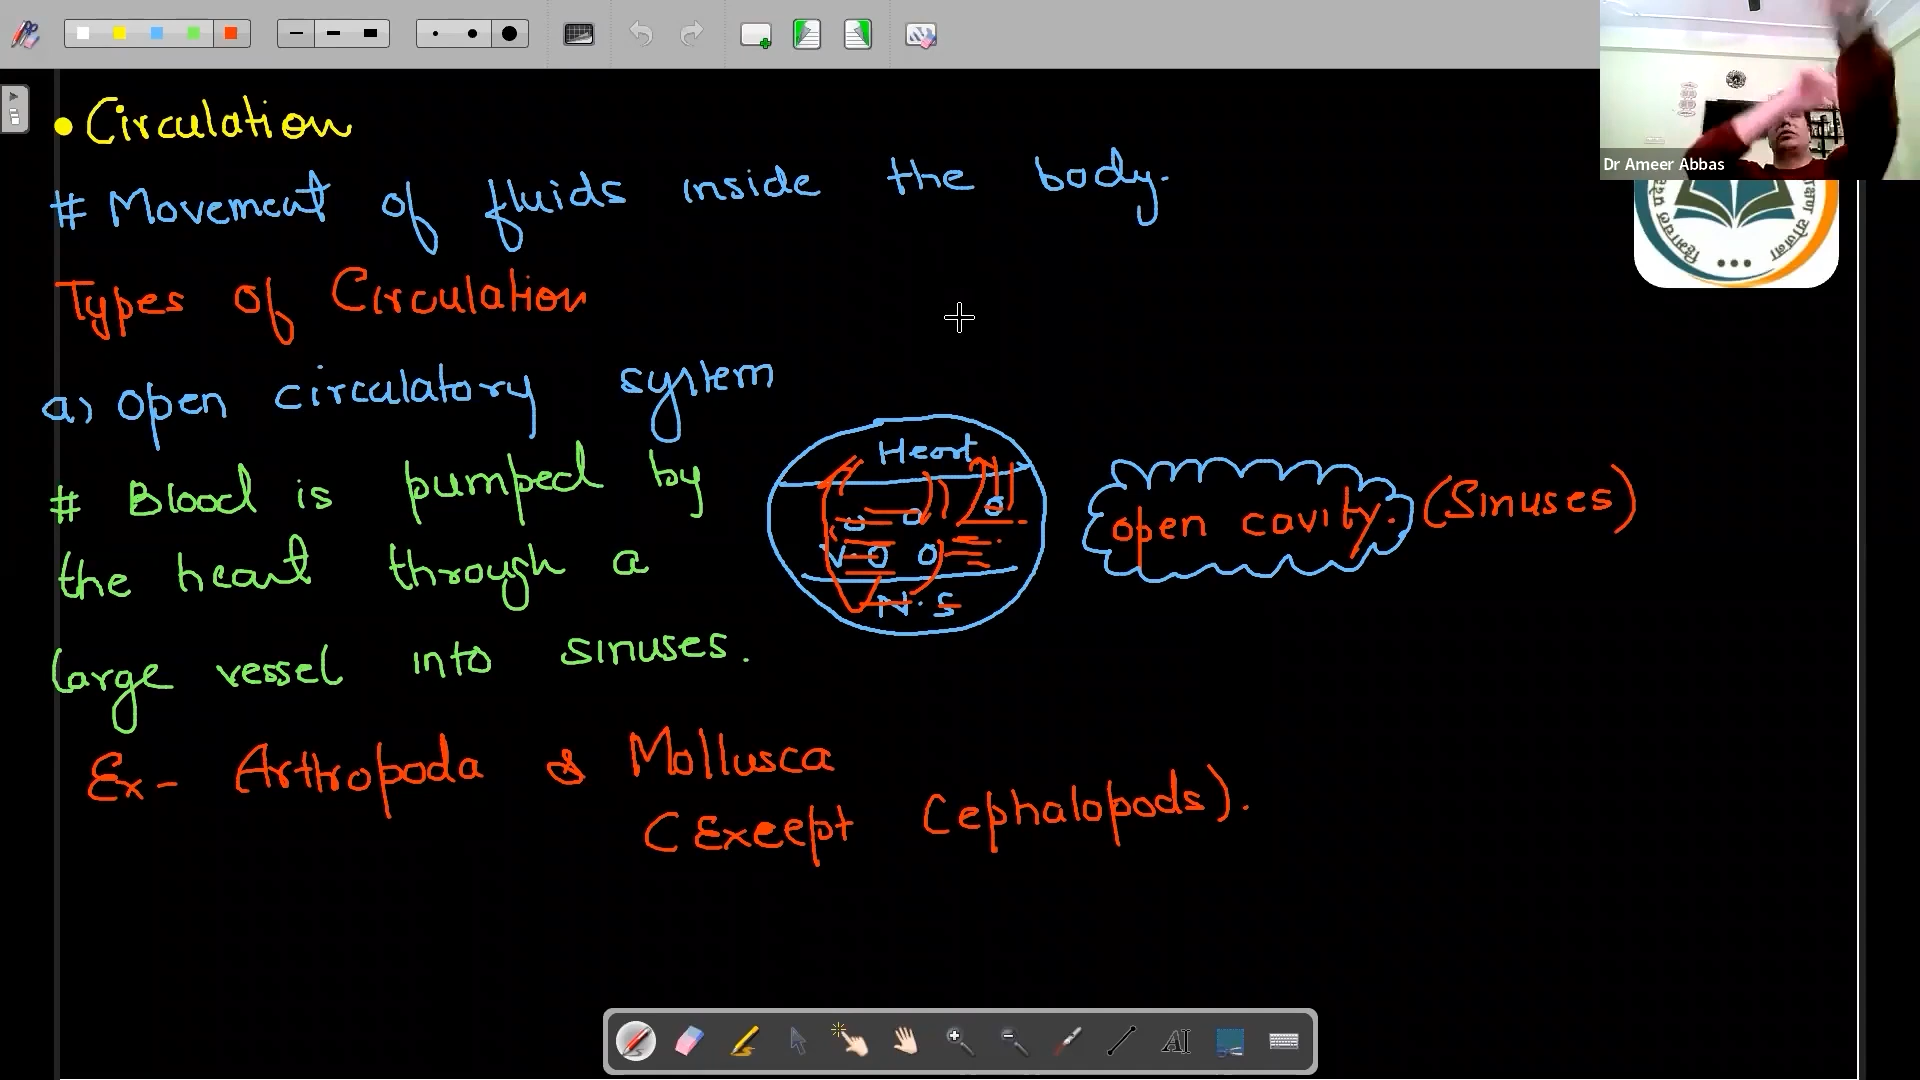 Dr Ameer Abbas
• Circulation
# Movement of fluids inside the body.
Types of Circulation
a) open circulatory system
# Blood is pumped by
the heart through a
large vessel into sinuses.
Heart
V.O O
N.S
open cavity. (Sinuses)
Ex- Arthropoda & Mollusca
(Except Cephalopods).